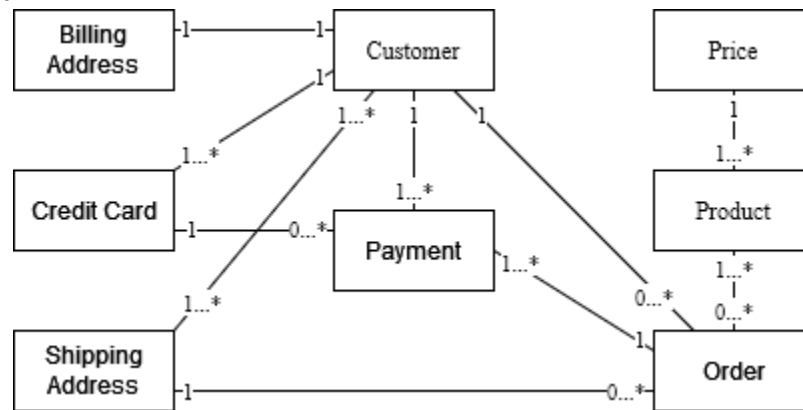 Billing
Address
1
1
Customer
Price
1
1...*
1
1
1
1...*
1...*
1...*
Credit Card
1
0...*
Payment
Product
1...*
1...*
0...*
1...*
0...*
1
Shipping
Address
1
0...*
Order